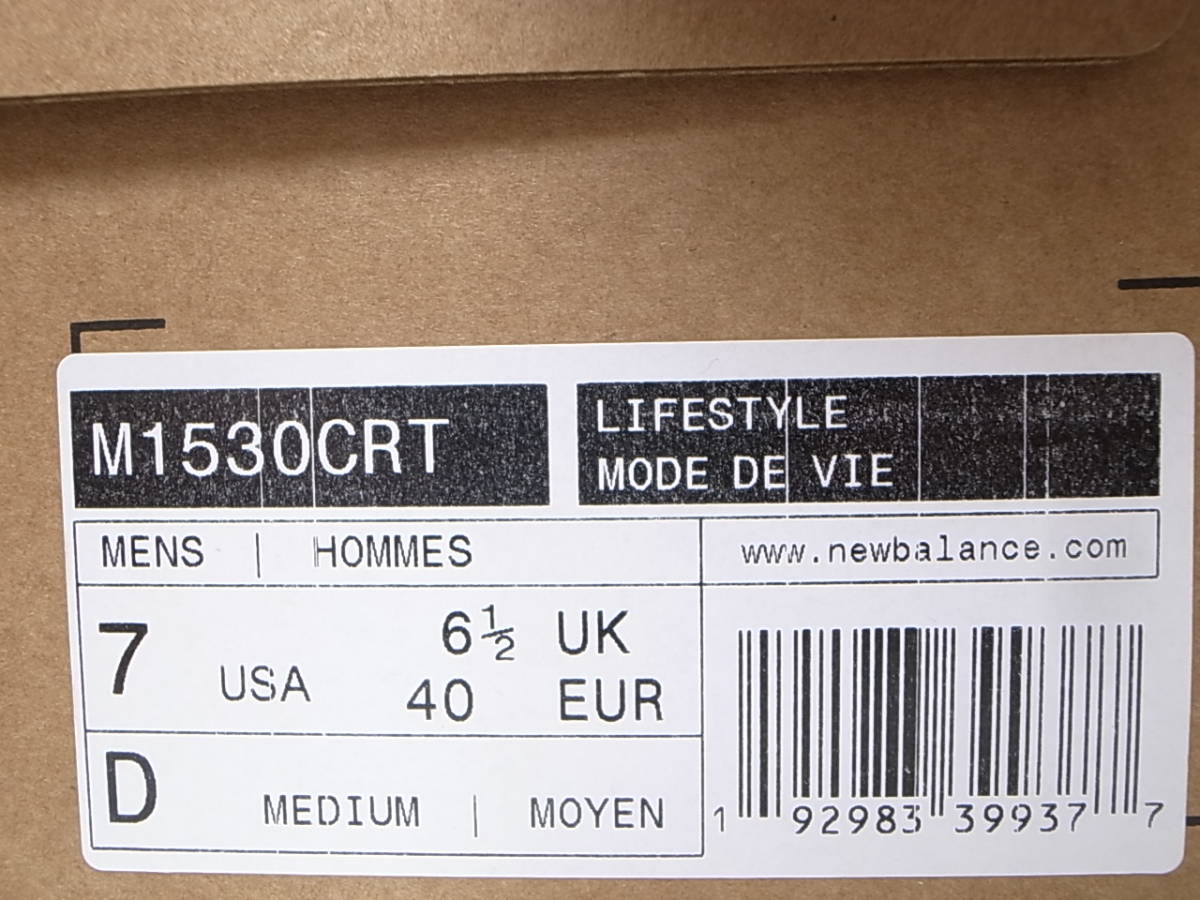 M1530CRT
LIFESTYLE
MODE DE VIE
MENS | HOMMES
www.newbalance.com
7 USA
6½ UK
40 EUR
D MEDIUM | MOYEN
1 92983 39937 7